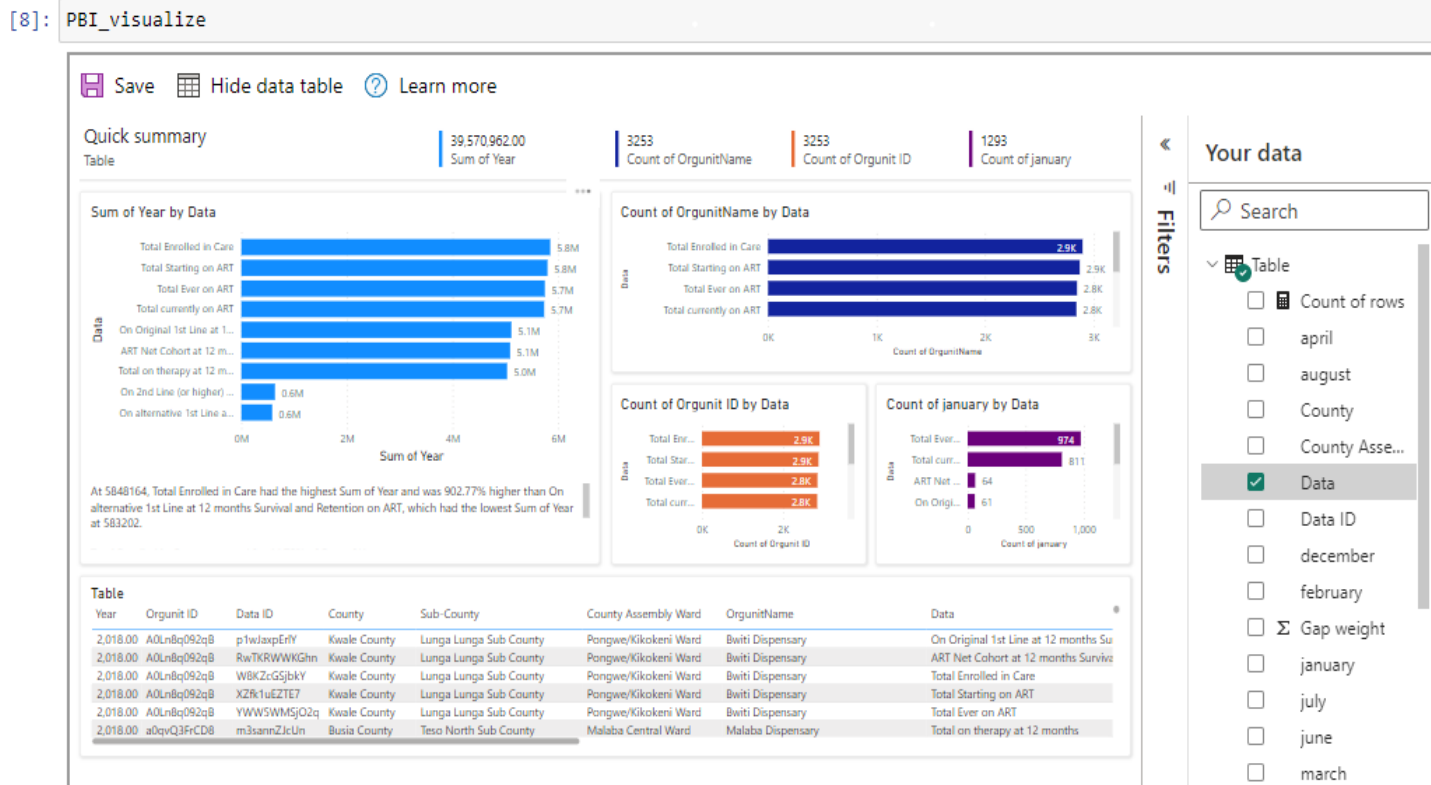 [8]: PBI_visualize
Save Hide data table Learn more
Quick summary
Table
39,570,962.00
Sum of Year
3253
Count of OrgunitName
3253
Count of Orgunit ID
1293
Count of january
Sum of Year by Data
Data
Total Enrolled in Care 5.8M
Total Starting on ART 5.8M
Total Ever on ART 5.7M
Total currently on ART 5.7M
On Original 1st Line at 1... 5.1M
ART Net Cohort at 12 m... 5.1M
Total on therapy at 12 m... 5.0M
On 2nd Line (or higher) ... 0.6M
On alternative 1st Line a... 0.6M
0M 2M 4M 6M
Sum of Year
At 5848164, Total Enrolled in Care had the highest Sum of Year and was 902.77% higher than On
alternative 1st Line at 12 months Survival and Retention on ART, which had the lowest Sum of Year
at 583202.
Count of OrgunitName by Data
Data
Total Enrolled in Care 2.9K
Total Starting on ART 2.9K
Total Ever on ART 2.8K
Total currently on ART 2.8K
0K 1K 2K 3K
Count of OrgunitName
Count of Orgunit ID by Data
Data
Total Enr... 2.9K
Total Star... 2.9K
Total Ever... 2.8K
Total curr... 2.8K
0K 2K
Count of Orgunit ID
Count of january by Data
Data
Total Ever... 974
Total curr... 811
ART Net ... 64
On Origi... 61
0 500 1,000
Count of january
Table
Year Orgunit ID Data ID County Sub-County County Assembly Ward OrgunitName Data
2,018.00 A0Ln8q092qB p1wJaxpErlY Kwale County Lunga Lunga Sub County Pongwe/Kikokeni Ward Bwiti Dispensary On Original 1st Line at 12 months Su
2,018.00 A0Ln8q092qB RwTKRWWKGhn Kwale County Lunga Lunga Sub County Pongwe/Kikokeni Ward Bwiti Dispensary ART Net Cohort at 12 months Surviva
2,018.00 A0Ln8q092qB W8KZcGSjbkY Kwale County Lunga Lunga Sub County Pongwe/Kikokeni Ward Bwiti Dispensary Total Enrolled in Care
2,018.00 A0Ln8q092qB XZfk1uEZTE7 Kwale County Lunga Lunga Sub County Pongwe/Kikokeni Ward Bwiti Dispensary Total Starting on ART
2,018.00 A0Ln8q092qB YWW5WMSjO2q Kwale County Lunga Lunga Sub County Pongwe/Kikokeni Ward Bwiti Dispensary Total Ever on ART
2,018.00 a0qvQ3FrCD8 m3sannZJcUn Busia County Teso North Sub County Malaba Central Ward Malaba Dispensary Total on therapy at 12 months
Filters
Your data
Search
Table
Count of rows
april
august
County
County Asse...
Data
Data ID
december
february
Σ Gap weight
january
july
june
march